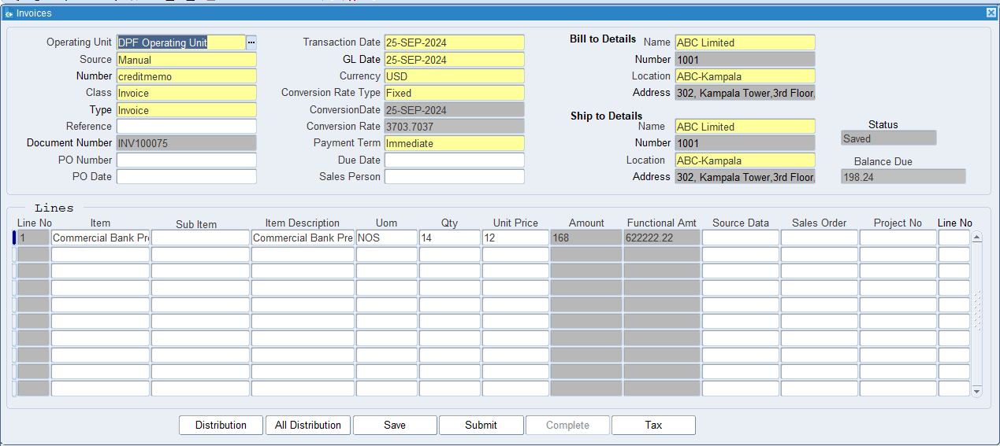 Invoices
Operating Unit DPF Operating Unit ... Transaction Date 25-SEP-2024 Bill to Details Name ABC Limited
Source Manual GL Date 25-SEP-2024 Number 1001
Number creditmemo Currency USD Location ABC-Kampala
Class Invoice Conversion Rate Type Fixed Address 302, Kampala Tower,3rd Floor,
Type Invoice ConversionDate 25-SEP-2024 Ship to Details
Reference Conversion Rate 3703.7037 Name ABC Limited Status
Document Number INV100075 Payment Term Immediate Number 1001 Saved
PO Number Due Date Location ABC-Kampala Balance Due
PO Date Sales Person Address 302, Kampala Tower,3rd Floor, 198.24
Lines
Line No Item Sub Item Item Description Uom Qty Unit Price Amount Functional Amt Source Data Sales Order Project No Line No
1 Commercial Bank Pre Commercial Bank Pre NOS 14 12 168 622222.22
Distribution All Distribution Save Submit Complete Tax